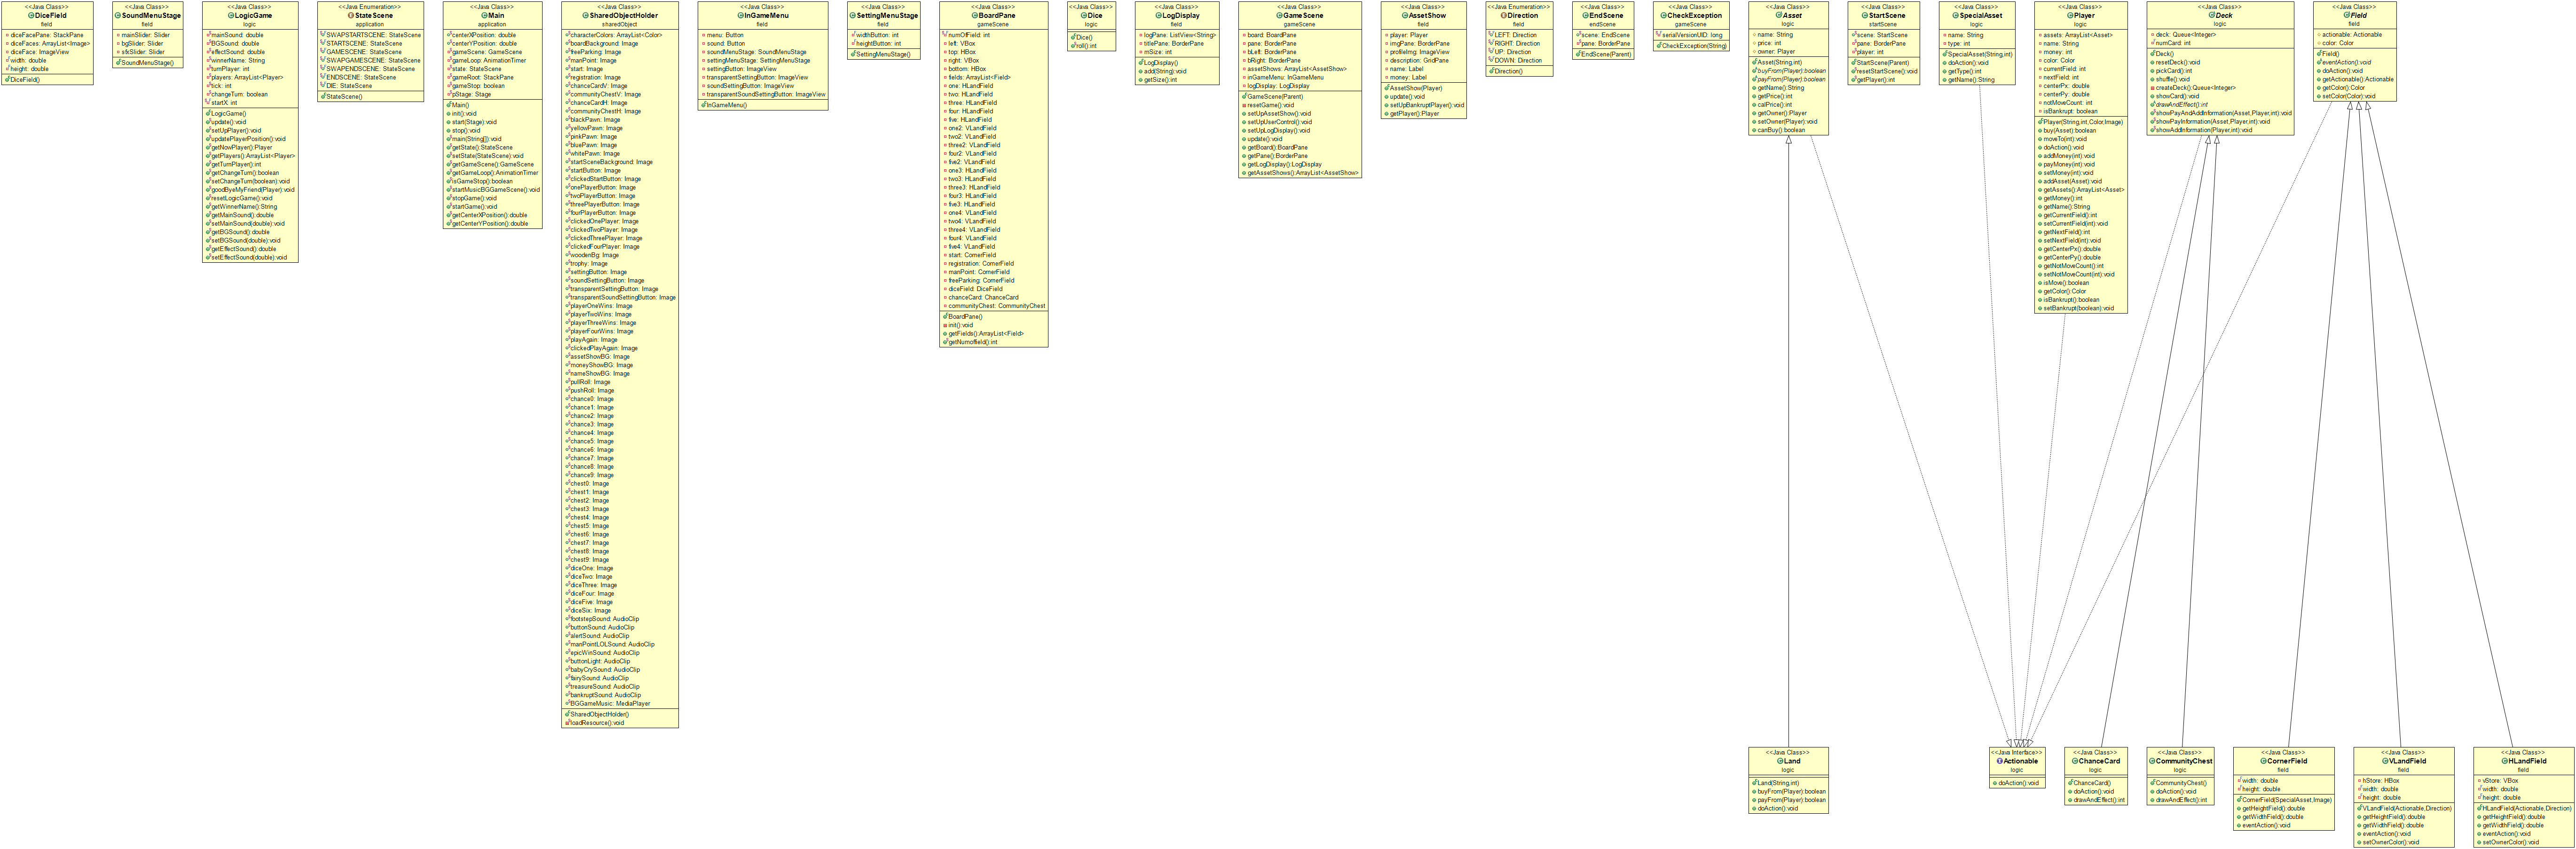 <<Java Class>>
DiceField
field
diceFacePane: StackPane
diceFaces: ArrayList<Image>
diceFace: ImageView
width: double
height: double
DiceField()
<<Java Class>>
SoundMenuStage
field
mainSlider: Slider
bgSlider: Slider
sfxSlider: Slider
SoundMenuStage()
<<Java Class>>
LogicGame
logic
mainSound: double
BGSound: double
effectSound: double
winnerName: String
turnPlayer: int
players: ArrayList<Player>
tick: int
changeTurn: boolean
startX: int
LogicGame()
update():void
setUpPlayer():void
updatePlayerPosition():void
getNowPlayer():Player
getPlayers():ArrayList<Player>
getTurnPlayer():int
getChangeTurn():boolean
setChangeTurn(boolean):void
goodByeMyFriend(Player):void
resetLogicGame():void
getWinnerName():String
getMainSound():double
setMainSound(double):void
getBGSound():double
setBGSound(double):void
getEffectSound():double
setEffectSound(double):void
<<Java Enumeration>>
StateScene
application
SWAPSTARTSCENE: StateScene
STARTSCENE: StateScene
GAMESCENE: StateScene
SWAPGAMESCENE: StateScene
SWAPENDSCENE: StateScene
ENDSCENE: StateScene
DIE: StateScene
StateScene()
<<Java Class>>
Main
application
centerXPosition: double
centerYPosition: double
gameScene: GameScene
gameLoop: AnimationTimer
state: StateScene
gameRoot: StackPane
gameStop: boolean
pStage: Stage
Main()
init():void
start(Stage):void
stop():void
main(String[]):void
getState():StateScene
setState(StateScene):void
getGameScene():GameScene
getGameLoop():AnimationTimer
isGameStop():boolean
startMusicBGGameScene():void
stopGame():void
startGame():void
getCenterXPosition():double
getCenterYPosition():double
<<Java Class>>
SharedObjectHolder
sharedObject
characterColors: ArrayList<Color>
boardBackground: Image
freeParking: Image
manPoint: Image
start: Image
registration: Image
chanceCardV: Image
communityChestV: Image
chanceCardH: Image
communityChestH: Image
blackPawn: Image
yellowPawn: Image
pinkPawn: Image
bluePawn: Image
whitePawn: Image
startSceneBackground: Image
startButton: Image
clickedStartButton: Image
onePlayerButton: Image
twoPlayerButton: Image
threePlayerButton: Image
fourPlayerButton: Image
clickedOnePlayer: Image
clickedTwoPlayer: Image
clickedThreePlayer: Image
clickedFourPlayer: Image
woodenBg: Image
trophy: Image
settingButton: Image
soundSettingButton: Image
transparentSettingButton: Image
transparentSoundSettingButton: Image
playerOneWins: Image
playerTwoWins: Image
playerThreeWins: Image
playerFourWins: Image
playAgain: Image
clickedPlayAgain: Image
assetShowBG: Image
moneyShowBG: Image
nameShowBG: Image
pullRoll: Image
pushRoll: Image
chance0: Image
chance1: Image
chance2: Image
chance3: Image
chance4: Image
chance5: Image
chance6: Image
chance7: Image
chance8: Image
chance9: Image
chest0: Image
chest1: Image
chest2: Image
chest3: Image
chest4: Image
chest5: Image
chest6: Image
chest7: Image
chest8: Image
chest9: Image
diceOne: Image
diceTwo: Image
diceThree: Image
diceFour: Image
diceFive: Image
diceSix: Image
footstepSound: AudioClip
buttonSound: AudioClip
alertSound: AudioClip
manPointLOLSound: AudioClip
epicWinSound: AudioClip
buttonLight: AudioClip
babyCrySound: AudioClip
fairySound: AudioClip
treasureSound: AudioClip
bankruptSound: AudioClip
BGGameMusic: MediaPlayer
SharedObjectHolder()
loadResource():void
<<Java Class>>
InGameMenu
field
menu: Button
sound: Button
soundMenuStage: SoundMenuStage
settingMenuStage: SettingMenuStage
settingButton: ImageView
transparentSettingButton: ImageView
soundSettingButton: ImageView
transparentSoundSettingButton: ImageView
InGameMenu()
<<Java Class>>
SettingMenuStage
field
widthButton: int
heightButton: int
SettingMenuStage()
<<Java Class>>
BoardPane
gameScene
numOfField: int
left: VBox
right: VBox
top: HBox
bottom: HBox
fields: ArrayList<Field>
one: HLandField
two: HLandField
three: HLandField
four: HLandField
five: HLandField
one2: VLandField
two2: VLandField
three2: VLandField
four2: VLandField
five2: VLandField
one3: HLandField
two3: HLandField
three3: HLandField
four3: HLandField
five3: HLandField
one4: VLandField
two4: VLandField
three4: VLandField
four4: VLandField
five4: VLandField
start: CornerField
registration: CornerField
manPoint: CornerField
freeParking: CornerField
diceField: DiceField
chanceCard: ChanceCard
communityChest: CommunityChest
BoardPane()
init():void
getFields():ArrayList<Field>
getNumoffield():int
<<Java Class>>
Dice
logic
Dice()
roll():int
<<Java Class>>
LogDisplay
field
logPane: ListView<String>
titlePane: BorderPane
mSize: int
LogDisplay()
add(String):void
getSize():int
<<Java Class>>
GameScene
gameScene
board: BoardPane
pane: BorderPane
bLeft: BorderPane
bRight: BorderPane
assetShows: ArrayList<AssetShow>
inGameMenu: InGameMenu
logDisplay: LogDisplay
GameScene(Parent)
resetGame():void
setUpAssetShow():void
setUpUserControl():void
setUpLogDisplay():void
update():void
getBoard():BoardPane
getPane():BorderPane
getLogDisplay():LogDisplay
getAssetShows():ArrayList<AssetShow>
<<Java Class>>
AssetShow
field
player: Player
imgPane: BorderPane
profileImg: ImageView
description: GridPane
name: Label
money: Label
AssetShow(Player)
update():void
setUpBankruptPlayer():void
getPlayer():Player
<<Java Enumeration>>
Direction
field
LEFT: Direction
RIGHT: Direction
UP: Direction
DOWN: Direction
Direction()
<<Java Class>>
EndScene
endScene
scene: EndScene
pane: BorderPane
EndScene(Parent)
<<Java Class>>
CheckException
gameScene
serialVersionUID: long
CheckException(String)
<<Java Class>>
Asset
logic
name: String
price: int
owner: Player
Asset(String,int)
buyFrom(Player):boolean
payFrom(Player):boolean
getName():String
getPrice():int
calPrice():int
getOwner():Player
setOwner(Player):void
canBuy():boolean
<<Java Class>>
StartScene
startScene
scene: StartScene
pane: BorderPane
player: int
StartScene(Parent)
resetStartScene():void
getPlayer():int
<<Java Class>>
SpecialAsset
logic
name: String
type: int
SpecialAsset(String,int)
doAction():void
getType():int
getName():String
<<Java Class>>
Player
logic
assets: ArrayList<Asset>
name: String
money: int
color: Color
currentField: int
nextField: int
centerPx: double
centerPy: double
notMoveCount: int
isBankrupt: boolean
Player(String,int,Color,Image)
buy(Asset):boolean
moveTo(int):void
doAction():void
addMoney(int):void
payMoney(int):void
setMoney(int):void
addAsset(Asset):void
getAssets():ArrayList<Asset>
getMoney():int
getName():String
getCurrentField():int
setCurrentField(int):void
getNextField():int
setNextField(int):void
getCenterPx():double
getCenterPy():double
getNotMoveCount():int
setNotMoveCount(int):void
isMove():boolean
getColor():Color
isBankrupt():boolean
setBankrupt(boolean):void
<<Java Class>>
Deck
logic
deck: Queue<Integer>
numCard: int
Deck()
resetDeck():void
pickCard():int
shuffle():void
createDeck():Queue<Integer>
showCard():void
drawAndEffect():int
showPayAndAddInformation(Asset,Player,int):void
showPayInformation(Asset,Player,int):void
showAddInformation(Player,int):void
<<Java Class>>
Field
field
actionable: Actionable
color: Color
Field()
eventAction():void
doAction():void
getActionable():Actionable
getColor():Color
setColor(Color):void
<<Java Class>>
Land
logic
Land(String,int)
buyFrom(Player):boolean
payFrom(Player):boolean
doAction():void
<<Java Interface>>
Actionable
logic
doAction():void
<<Java Class>>
ChanceCard
logic
ChanceCard()
doAction():void
drawAndEffect():int
<<Java Class>>
CommunityChest
logic
CommunityChest()
doAction():void
drawAndEffect():int
<<Java Class>>
CornerField
field
width: double
height: double
CornerField(SpecialAsset,Image)
getHeightField():double
getWidthField():double
eventAction():void
<<Java Class>>
VLandField
field
hStore: HBox
width: double
height: double
VLandField(Actionable,Direction)
getHeightField():double
getWidthField():double
eventAction():void
setOwnerColor():void
<<Java Class>>
HLandField
field
vStore: VBox
width: double
height: double
HLandField(Actionable,Direction)
getHeightField():double
getWidthField():double
eventAction():void
setOwnerColor():void